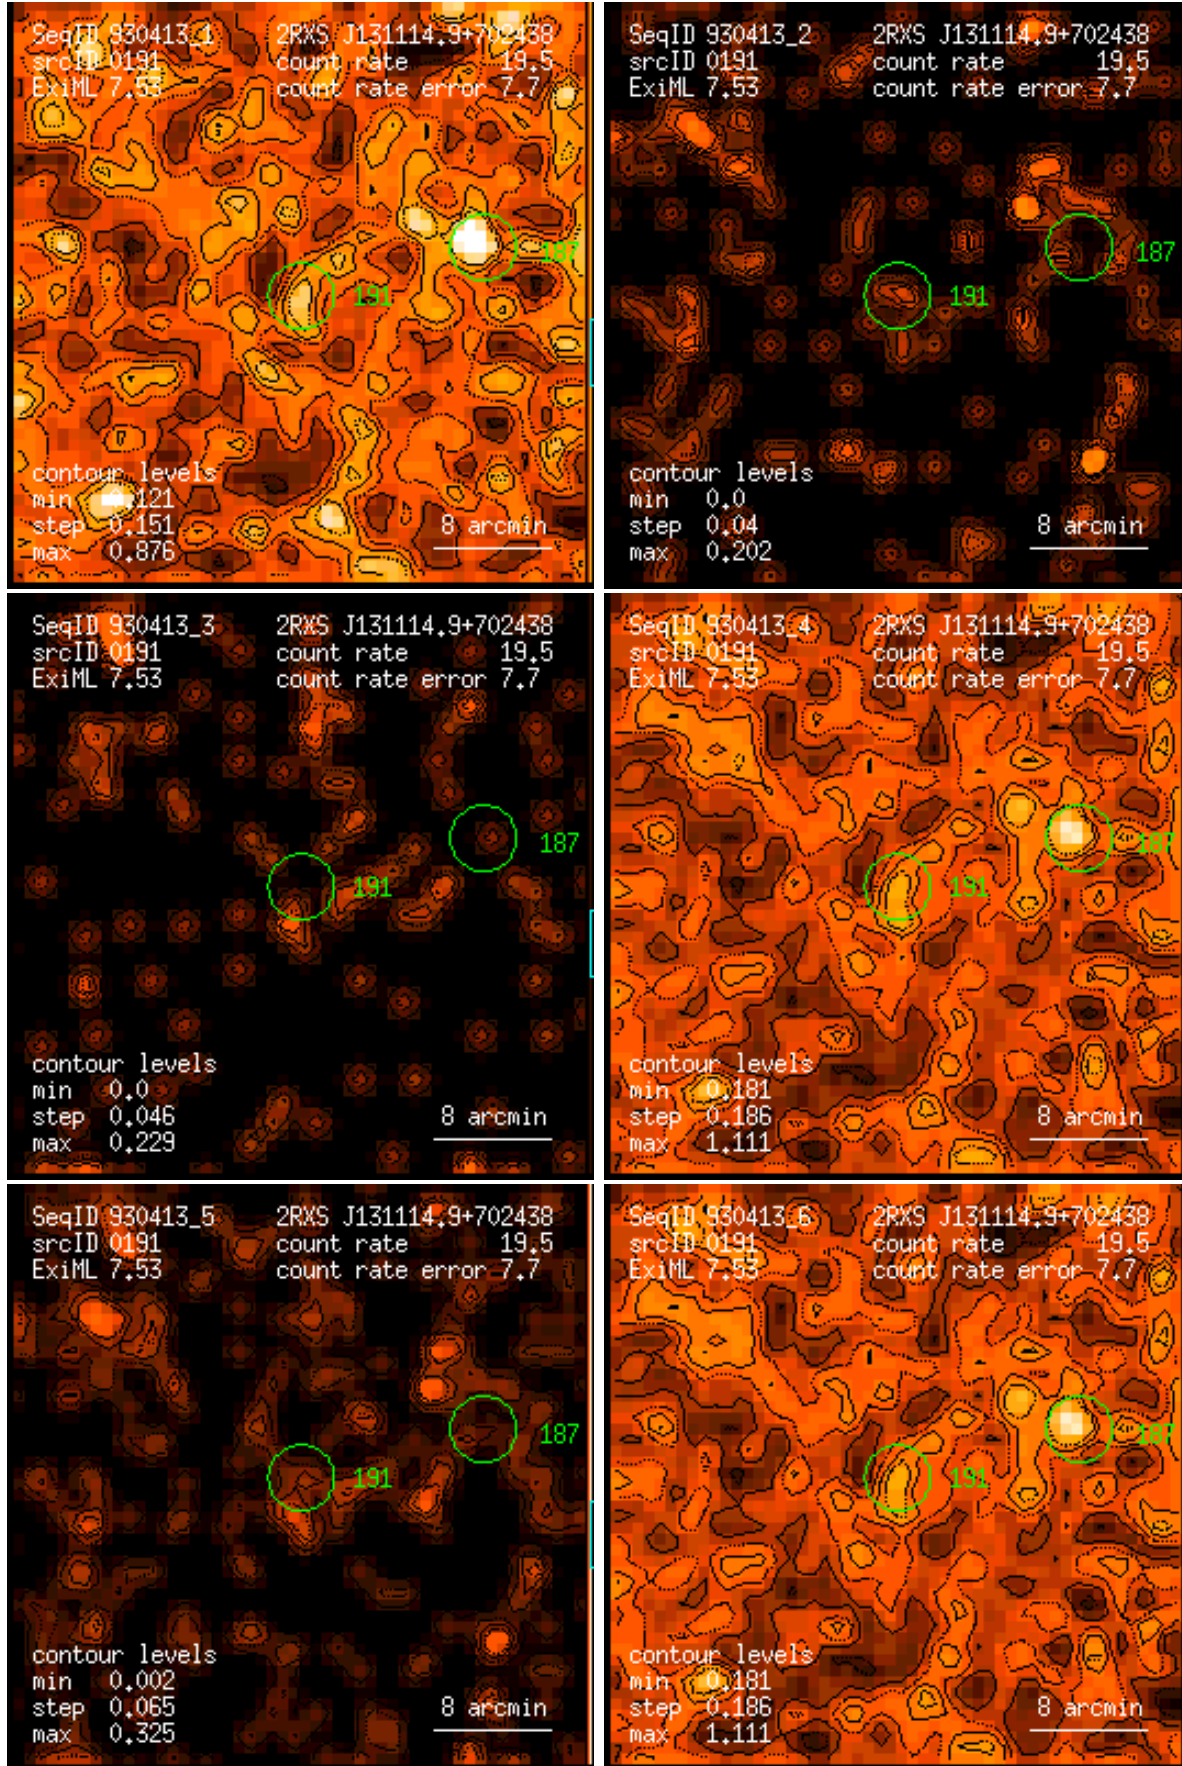 SeqID 930413_1 2RXS J131114.9+702438
srcID 0191 count rate 19.5
ExiML 7.53 count rate error 7.7
187
191
contour levels
min 0.121
step 0.151 8 arcmin
max 0.876
SeqID 930413_2 2RXS J131114.9+702438
srcID 0191 count rate 19.5
ExiML 7.53 count rate error 7.7
187
191
contour levels
min 0.0
step 0.04 8 arcmin
max 0.202
SeqID 930413_3 2RXS J131114.9+702438
srcID 0191 count rate 19.5
ExiML 7.53 count rate error 7.7
187
191
contour levels
min 0.0
step 0.046 8 arcmin
max 0.229
SeqID 930413_4 2RXS J131114.9+702438
srcID 0191 count rate 19.5
ExiML 7.53 count rate error 7.7
187
191
contour levels
min 0.181
step 0.186 8 arcmin
max 1.111
SeqID 930413_5 2RXS J131114.9+702438
srcID 0191 count rate 19.5
ExiML 7.53 count rate error 7.7
187
191
contour levels
min 0.002
step 0.065 8 arcmin
max 0.325
SeqID 930413_6 2RXS J131114.9+702438
srcID 0191 count rate 19.5
ExiML 7.53 count rate error 7.7
187
191
contour levels
min 0.181
step 0.186 8 arcmin
max 1.111